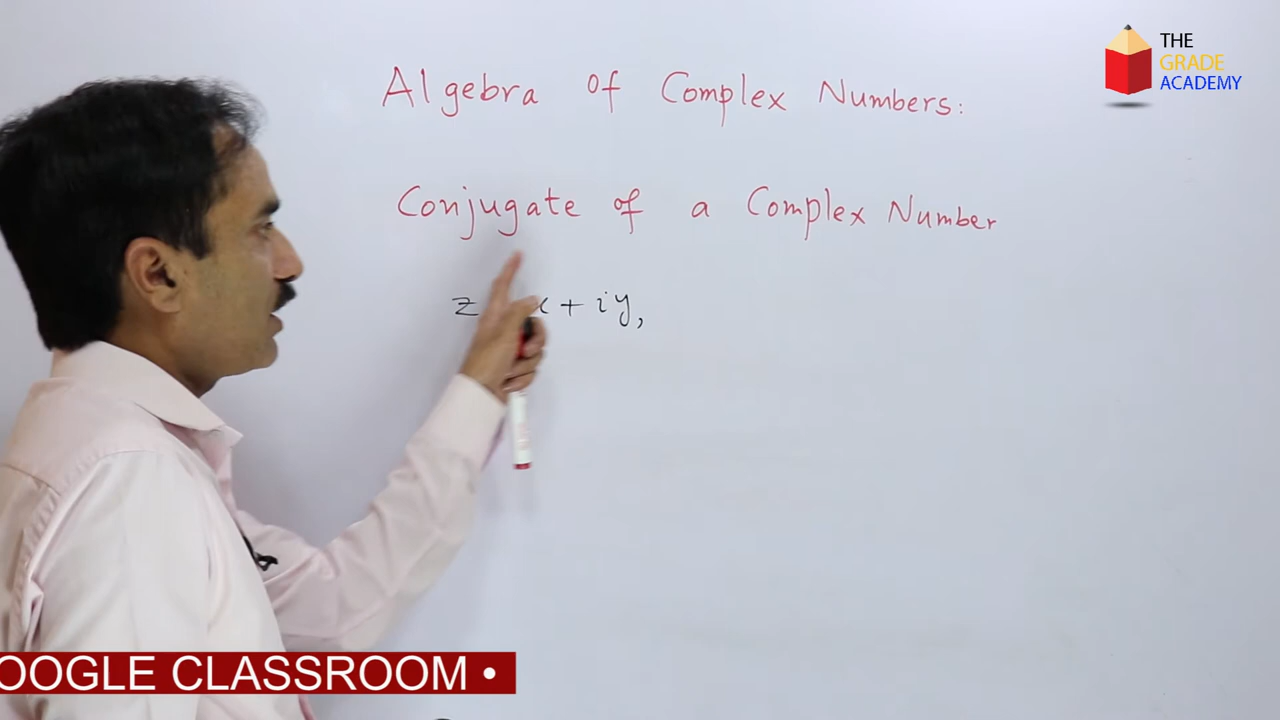 THE
GRADE
ACADEMY
Algebra of Complex Numbers:
Conjugate of a Complex Number
z x + iy,
OOGLE CLASSROOM •